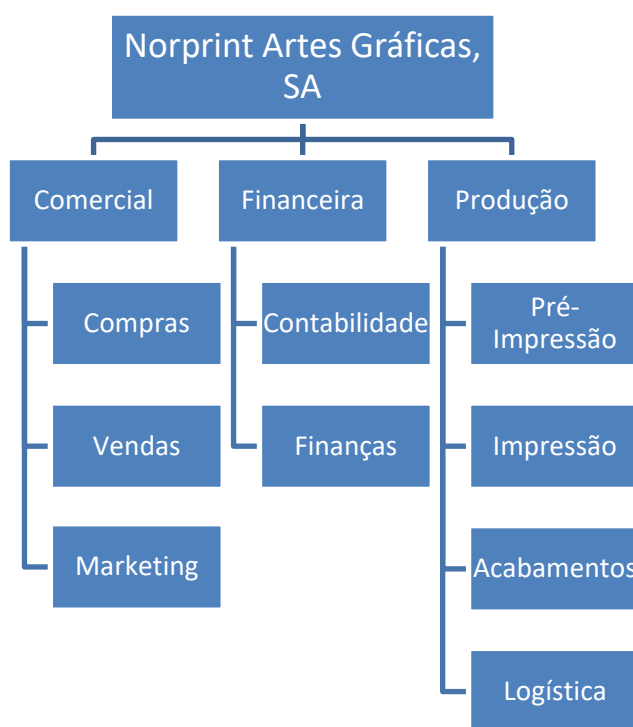 Norprint Artes Gráficas,
SA
Comercial
Financeira
Produção
Compras
Contabilidade
Pré-
Impressão
Vendas
Finanças
Impressão
Marketing
Acabamentos
Logística